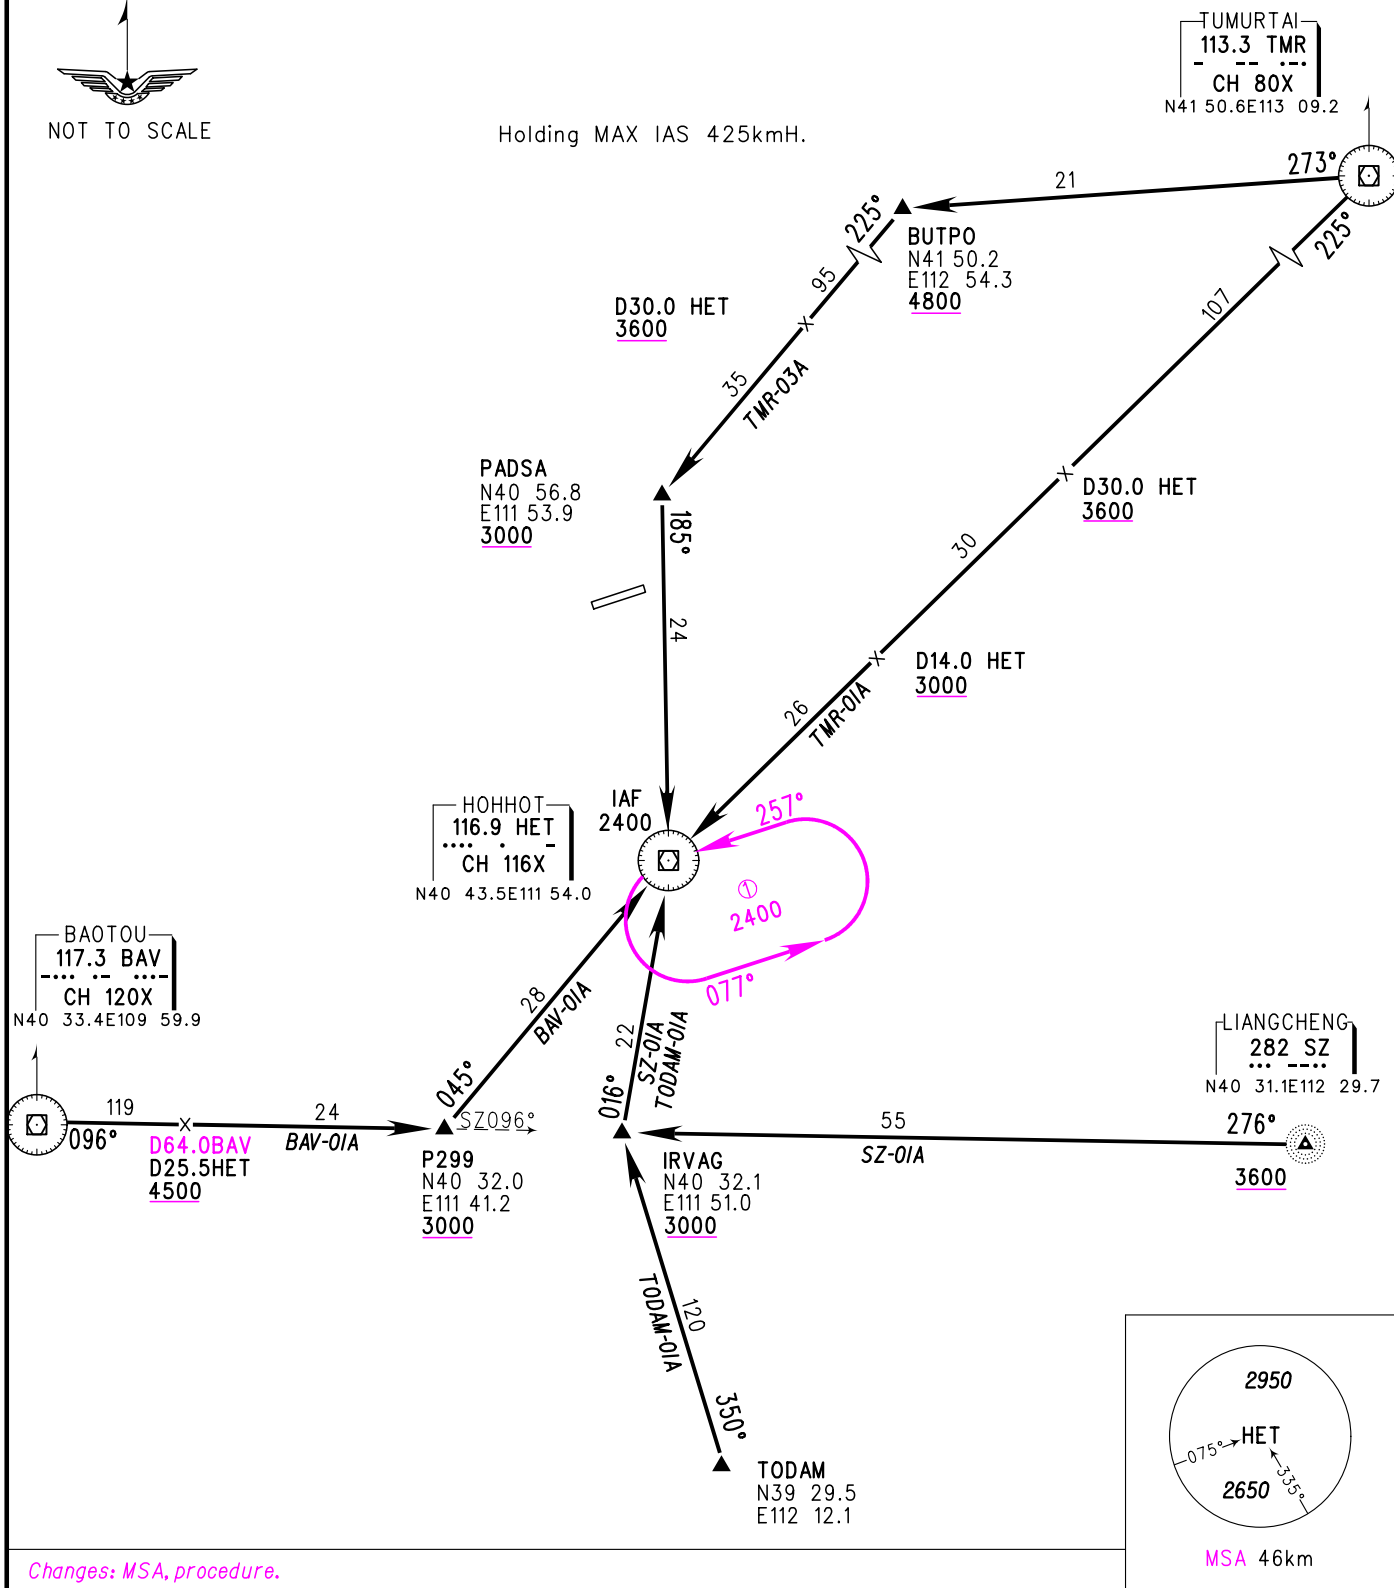 NOT TO SCALE
Holding MAX IAS 425kmH.
TUMURTAI
113.3 TMR
CH 80X
N41 50.6E113 09.2
273°
21
225°
225°
BUTPO
N41 50.2
E112 54.3
4800
95
107
D30.0 HET
3600
35
TMR-03A
PADSA
N40 56.8
E111 53.9
3000
185°
D30.0 HET
3600
30
24
D14.0 HET
3000
26
TMR-01A
IAF
2400
HOHHOT
116.9 HET
CH 116X
N40 43.5E111 54.0
257°
①
2400
077°
BAOTOU
117.3 BAV
CH 120X
N40 33.4E109 59.9
28
BAV-01A
22
SZ-01A
TODAM-01A
LIANGCHENG
282 SZ
N40 31.1E112 29.7
045°
016°
119
096°
D64.0BAV
D25.5HET
4500
24
BAV-01A
SZ096°
P299
N40 32.0
E111 41.2
3000
IRVAG
N40 32.1
E111 51.0
3000
55
SZ-01A
276°
3600
120
TODAM-01A
350°
TODAM
N39 29.5
E112 12.1
2950
HET
075°
335°
2650
MSA 46km
Changes: MSA, procedure.